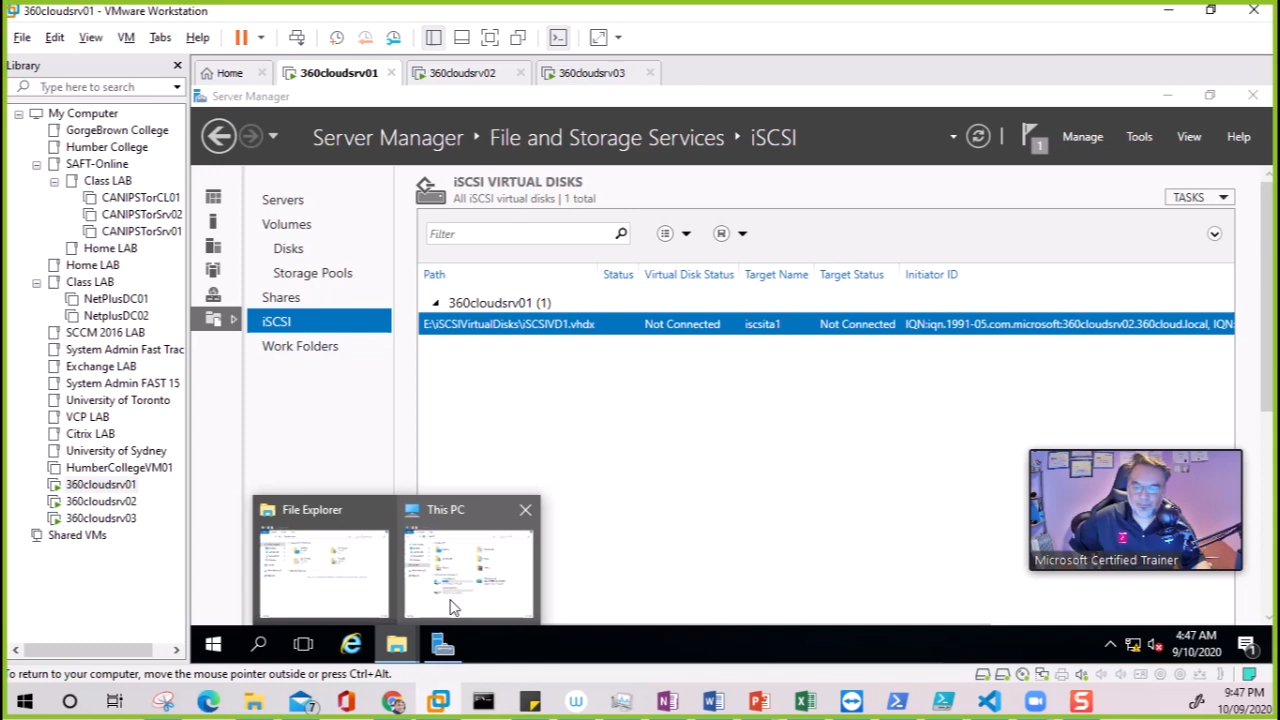 360cloudsrv01 - VMware Workstation
File Edit View VM Tabs Help
Library
Type here to search
Home 360cloudsrv01 360cloudsrv02 360cloudsrv03
My Computer
GorgeBrown College
Humber College
SAFT-Online
Class LAB
CANIPSTorCL01
CANIPSTorSrv02
CANIPSTorSrv01
Home LAB
Home LAB
Class LAB
NetPlusDC01
NetplusDC02
SCCM 2016 LAB
System Admin Fast Trac
Exchange LAB
System Admin FAST 15
University of Toronto
VCP LAB
Citrix LAB
University of Sydney
HumberCollegeVM01
360cloudsrv01
360cloudsrv02
360cloudsrv03
Shared VMs
Server Manager
Server Manager File and Storage Services iSCSI
1 Manage Tools View Help
Servers
Volumes
Disks
Storage Pools
Shares
iSCSI
Work Folders
iSCSI VIRTUAL DISKS
All iSCSI virtual disks | 1 total
TASKS
Filter
Path Status Virtual Disk Status Target Name Target Status Initiator ID
360cloudsrv01 (1)
E:\iSCSIVirtualDisks\iSCSIVD1.vhdx Not Connected iscsita1 Not Connected IQN:iqn.1991-05.com.microsoft:360cloudsrv02.360cloud.local, IQN:
File Explorer This PC
Microsoft Certified Trainer
4:47 AM
9/10/2020
1
To return to your computer, move the mouse pointer outside or press Ctrl+Alt.
7
9:47 PM
10/09/2020